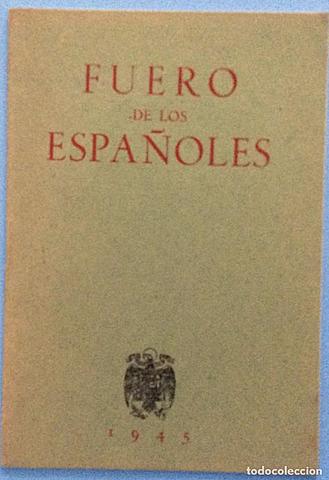 FUERO
DE LOS
ESPAÑOLES
1945
todocoleccion